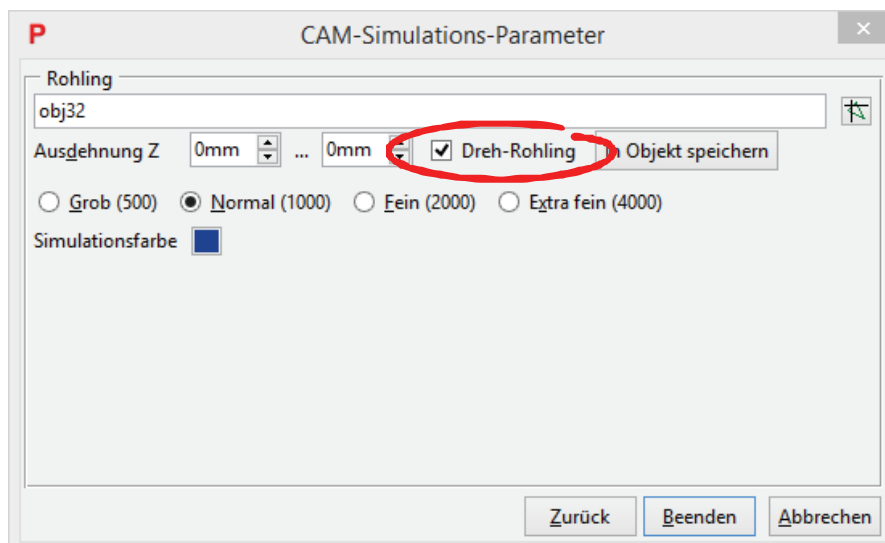 P CAM-Simulations-Parameter
Rohling
obj32
Ausdehnung Z 0mm ... 0mm Dreh-Rohling in Objekt speichern
Grob (500) Normal (1000) Fein (2000) Extra fein (4000)
Simulationsfarbe
Zurück Beenden Abbrechen